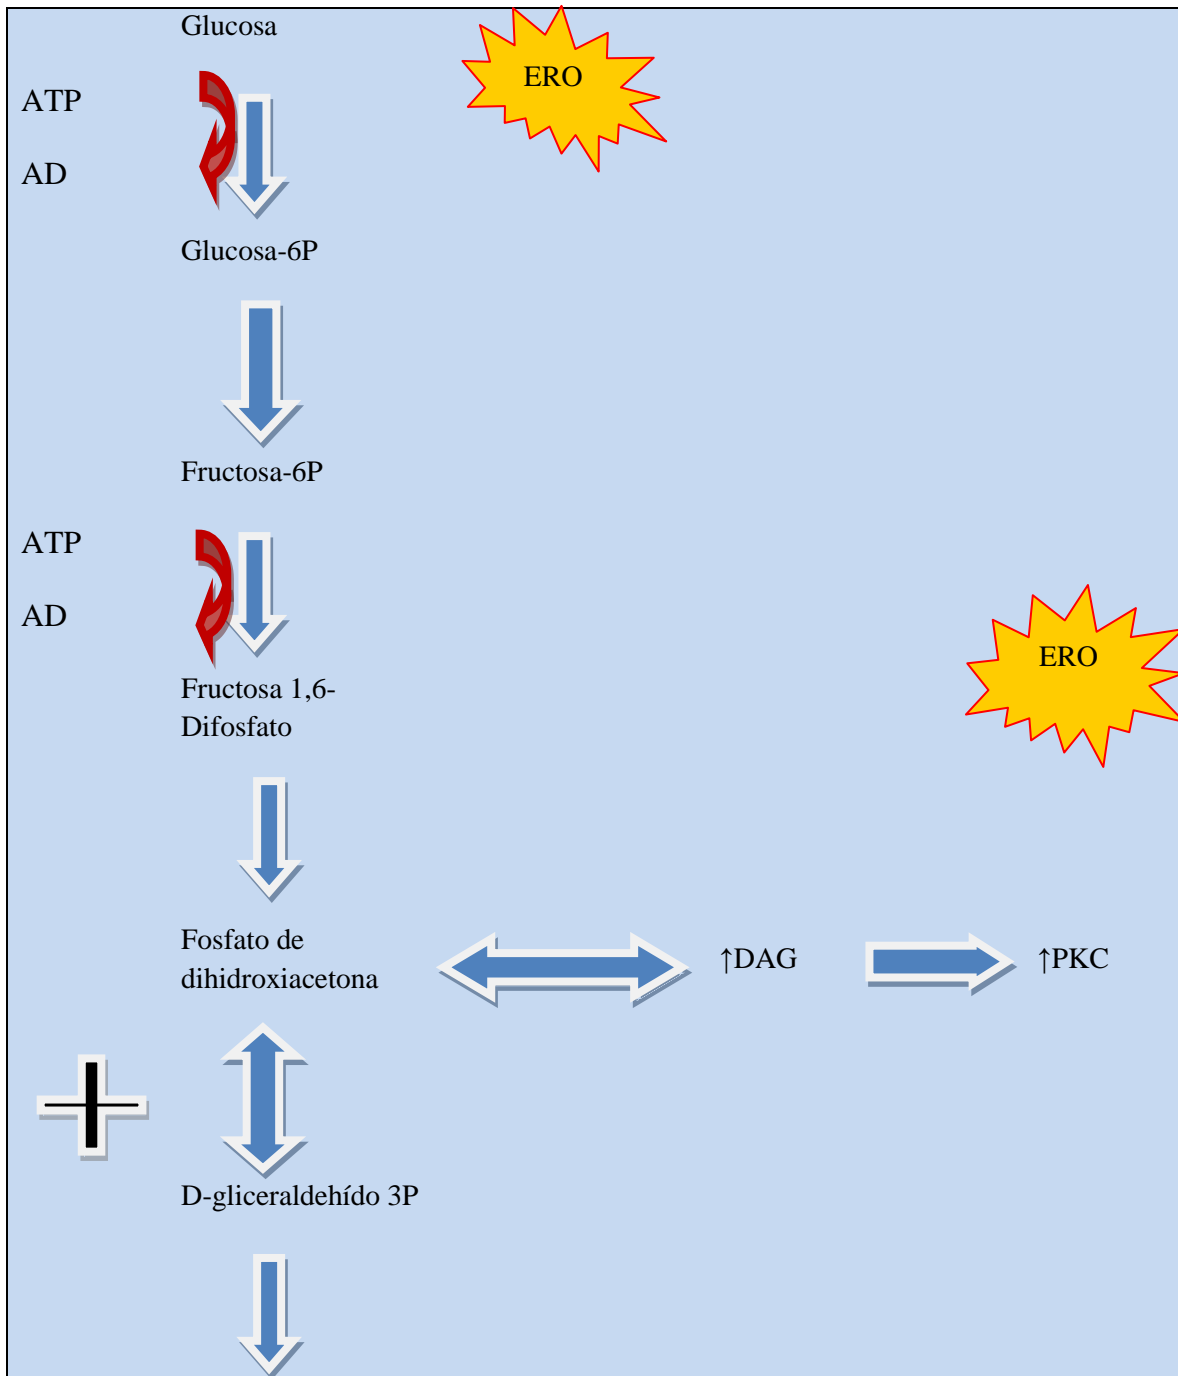 Glucosa
ERO
ATP
AD
Glucosa-6P
Fructosa-6P
ATP
AD
ERO
Fructosa 1,6-
Difosfato
Fosfato de
dihidroxiacetona
↑DAG
↑PKC
D-gliceraldehído 3P